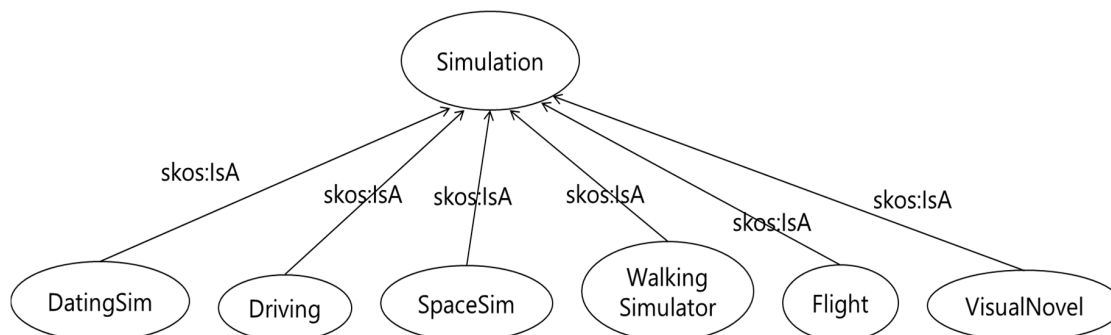 Simulation
skos:IsA
skos:IsA
skos:IsA
skos:IsA
skos:IsA
skos:IsA
DatingSim
Driving
SpaceSim
Walking
Simulator
Flight
VisualNovel